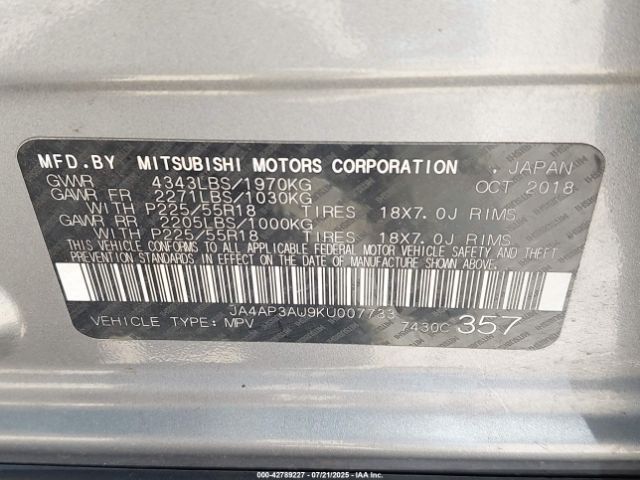 MFD.BY MITSUBISHI MOTORS CORPORATION , JAPAN
GVWR 4343LBS/1970KG OCT 2018
GAWR FR 2271LBS/1030KG
WITH P225/55R18 TIRES 18X7.0J RIMS
GAWR RR 2205LBS/1000KG
WITH P225/55R18 TIRES 18X7.0J RIMS
THIS VEHICLE CONFORMS TO ALL APPLICABLE FEDERAL MOTOR VEHICLE SAFETY AND THEFT
PREVENTION STANDARDS IN EFFECT ON THE DATE OF MANUFACTURE SHOWN ABOVE.
JA4AP3AU9KU007733
VEHICLE TYPE: MPV 7430C 357
000-42789227 - 07/21/2025 - IAAI.COM